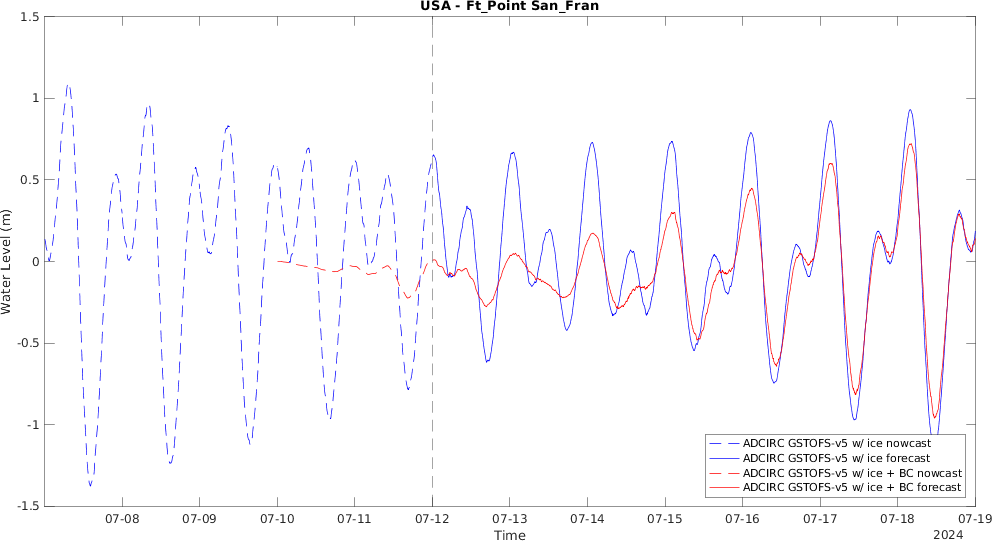 USA - Ft_Point San_Fran
1.5
1
0.5
0
-0.5
-1
-1.5
Water Level (m)
ADCIRC GSTOFS-v5 w/ ice nowcast
ADCIRC GSTOFS-v5 w/ ice forecast
ADCIRC GSTOFS-v5 w/ ice + BC nowcast
ADCIRC GSTOFS-v5 w/ ice + BC forecast
07-08 07-09 07-10 07-11 07-12 07-13 07-14 07-15 07-16 07-17 07-18 07-19
Time
2024